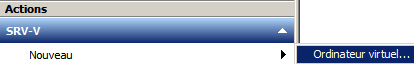 Actions
SRV-V
Nouveau
Ordinateur virtuel...